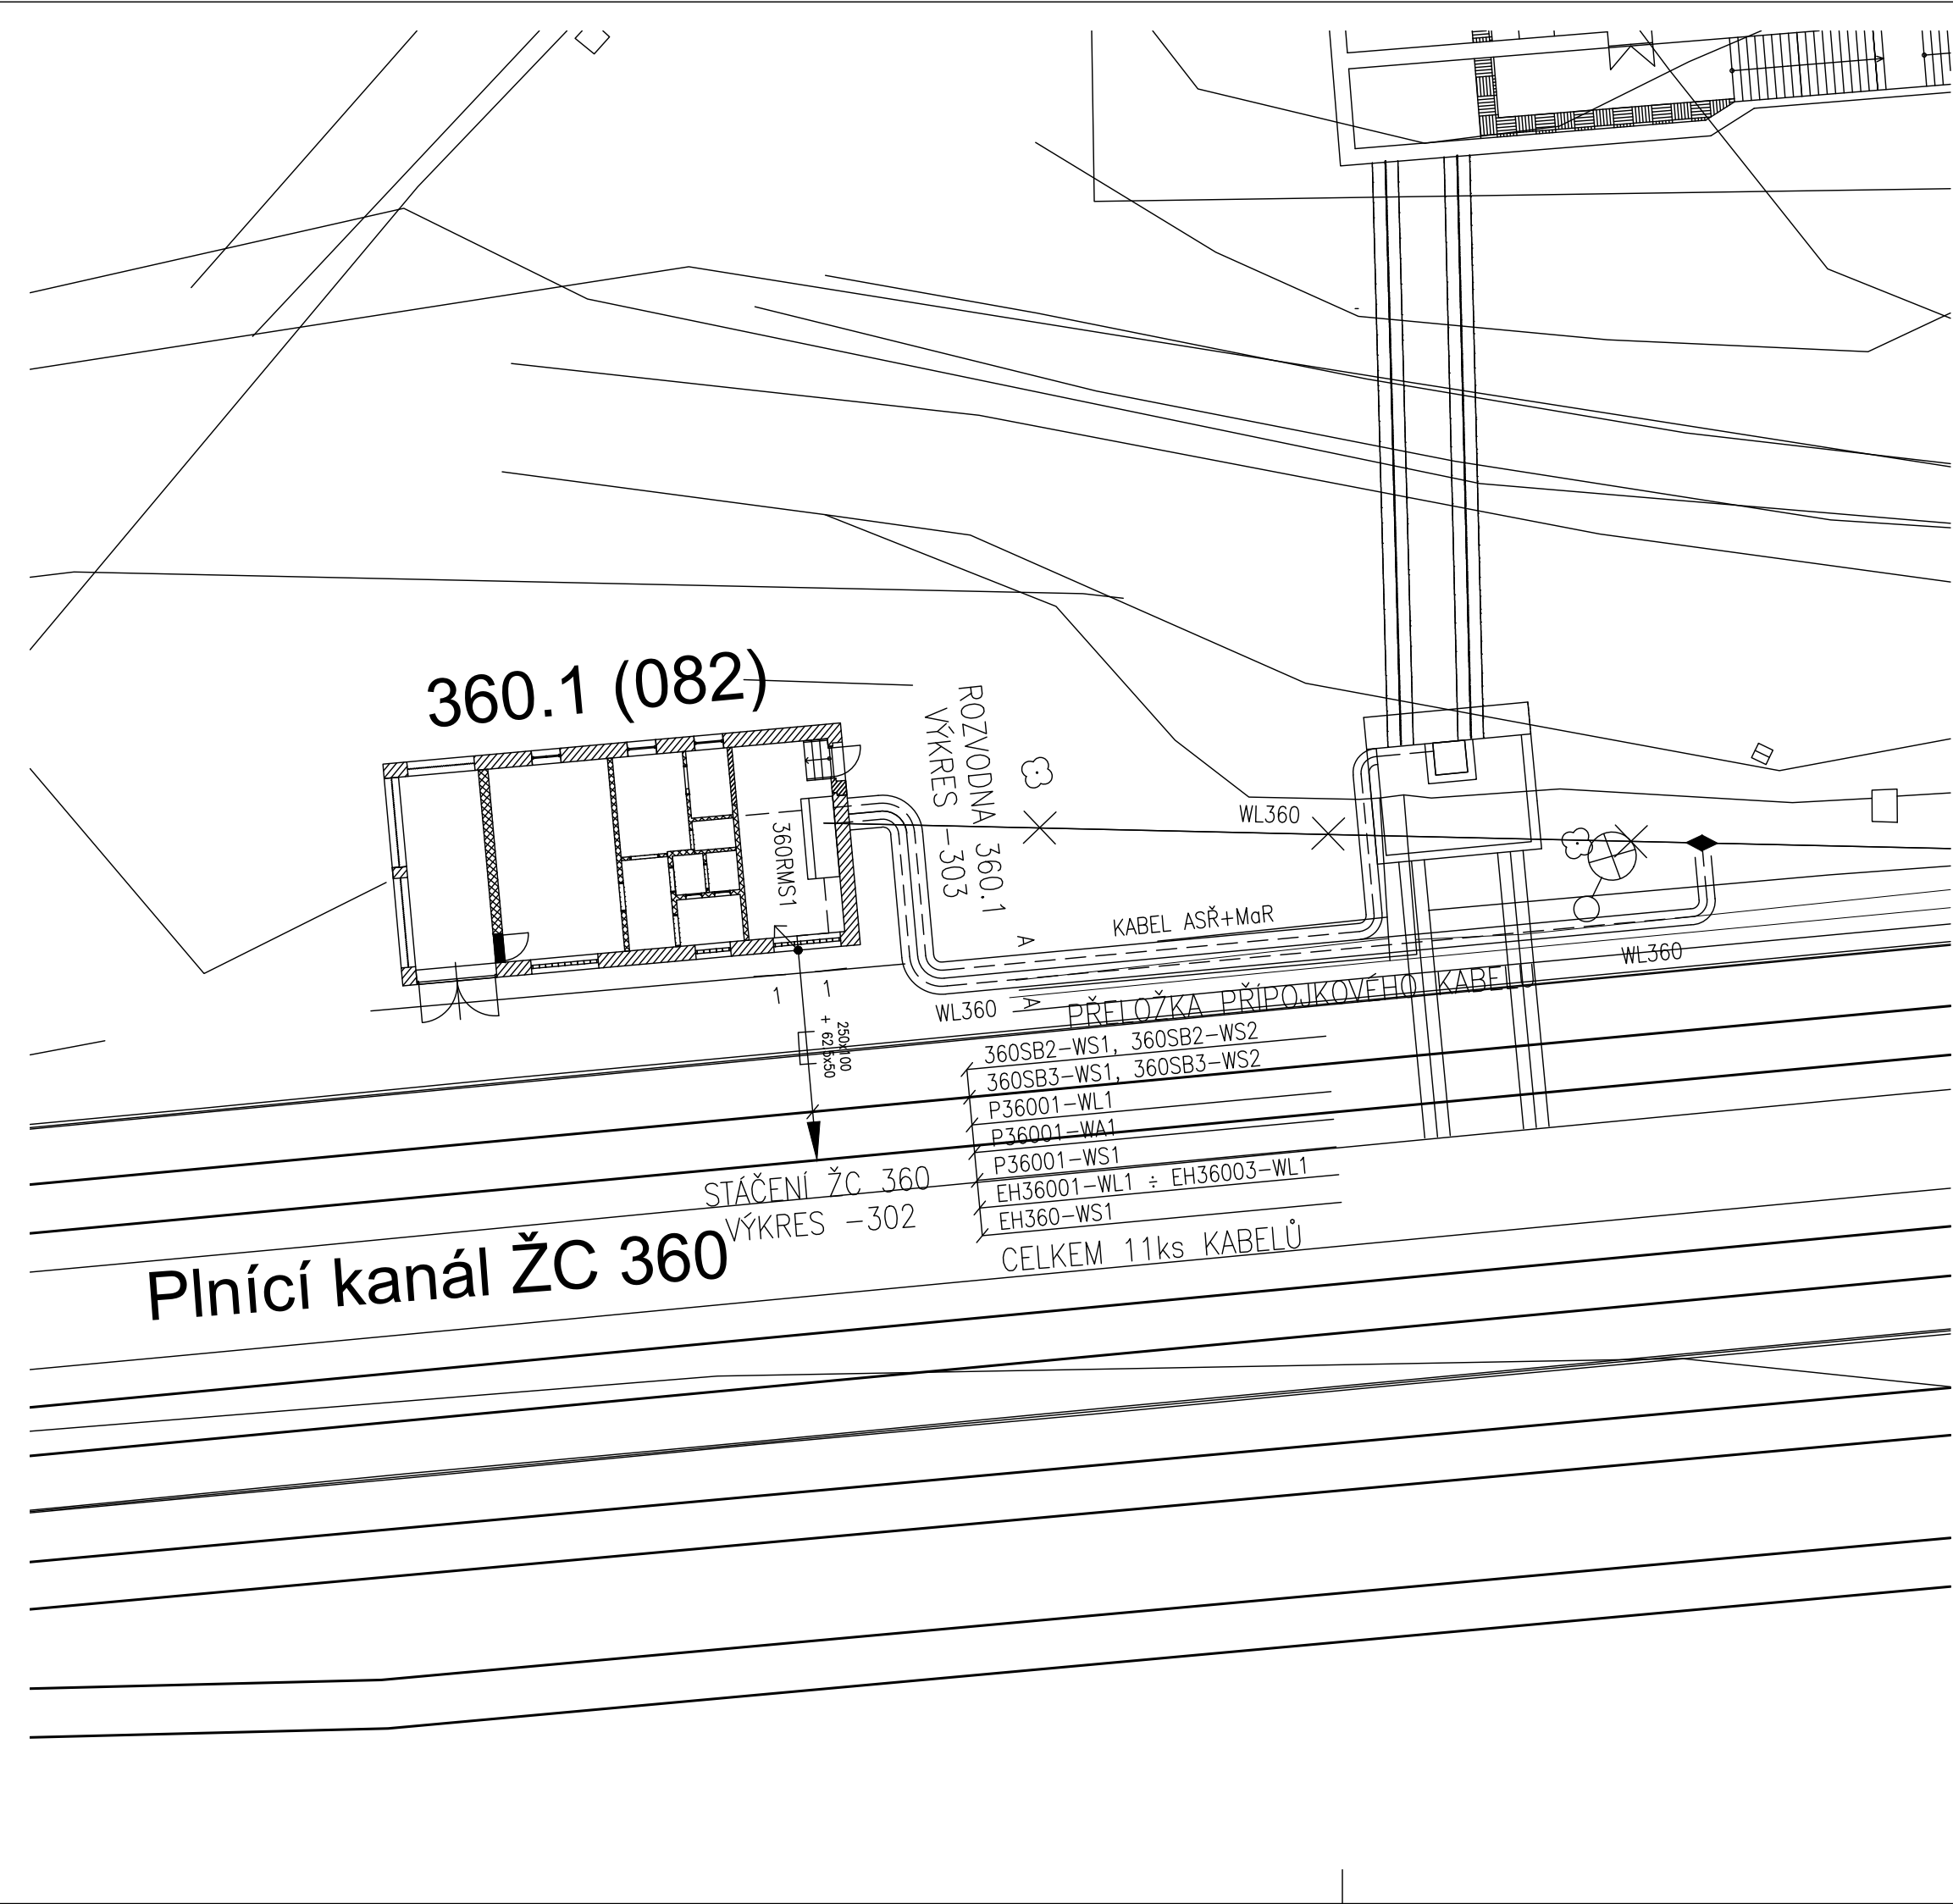 360.1 (082)
ROZVODNA 360.1
VÝKRES -303
WL360
360RMS1
KABEL ASŘ+MaR
A
WL360
A
WL360
PŘELOŽKA PŘÍPOJKOVÉHO KABELU
1
1
250x100
+ 62.5x50
360SB2-WS1, 360SB2-WS2
360SB3-WS1, 360SB3-WS2
P36001-WL1
P36001-WA1
P36001-WS1
EH36001-WL1 ÷ EH36003-WL1
EH360-WS1
CELKEM 11ks KABELŮ
STÁČENÍ ŽC 360
VÝKRES -302
Plnící kanál ŽC 360